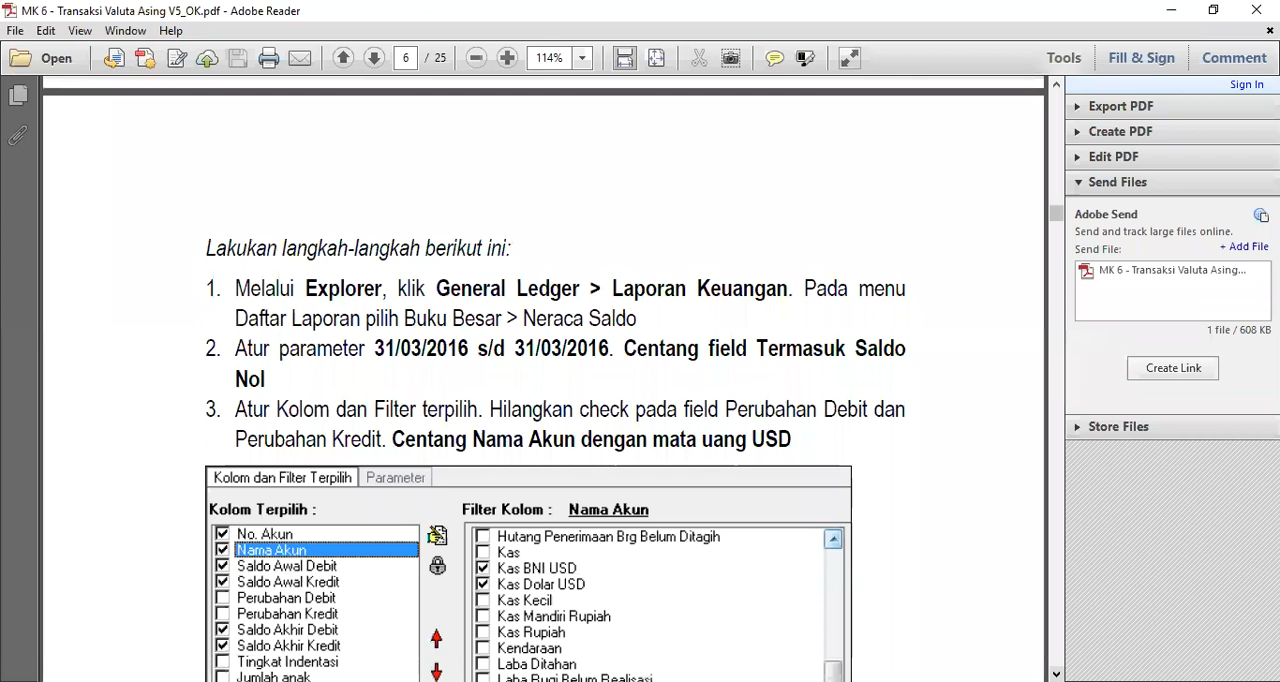 MK 6 - Transaksi Valuta Asing V5_OK.pdf - Adobe Reader
File Edit View Window Help
Open 6 / 25 114% Tools Fill & Sign Comment
Sign In
Export PDF
Create PDF
Edit PDF
Send Files
Adobe Send
Send and track large files online.
Send File: + Add File
MK 6 - Transaksi Valuta Asing...
1 file / 608 KB
Create Link
Store Files
Lakukan langkah-langkah berikut ini:
1. Melalui Explorer, klik General Ledger > Laporan Keuangan. Pada menu
Daftar Laporan pilih Buku Besar > Neraca Saldo
2. Atur parameter 31/03/2016 s/d 31/03/2016. Centang field Termasuk Saldo
Nol
3. Atur Kolom dan Filter terpilih. Hilangkan check pada field Perubahan Debit dan
Perubahan Kredit. Centang Nama Akun dengan mata uang USD
Kolom dan Filter Terpilih Parameter
Kolom Terpilih :
No. Akun
Nama Akun
Saldo Awal Debit
Saldo Awal Kredit
Perubahan Debit
Perubahan Kredit
Saldo Akhir Debit
Saldo Akhir Kredit
Tingkat Indentasi
Jumlah anak
Filter Kolom : Nama Akun
Hutang Penerimaan Brg Belum Ditagih
Kas
Kas BNI USD
Kas Dolar USD
Kas Kecil
Kas Mandiri Rupiah
Kas Rupiah
Kendaraan
Laba Ditahan
Laba Rugi Belum Realisasi